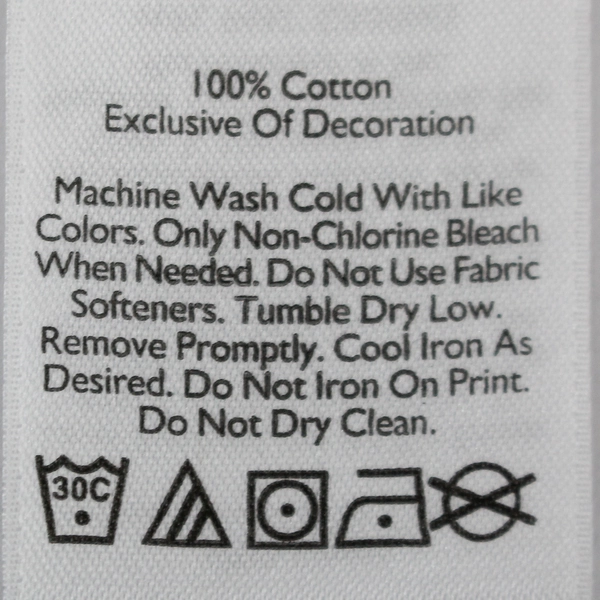 100% Cotton
Exclusive Of Decoration
Machine Wash Cold With Like
Colors. Only Non-Chlorine Bleach
When Needed. Do Not Use Fabric
Softeners. Tumble Dry Low.
Remove Promptly. Cool Iron As
Desired. Do Not Iron On Print.
Do Not Dry Clean.
30C